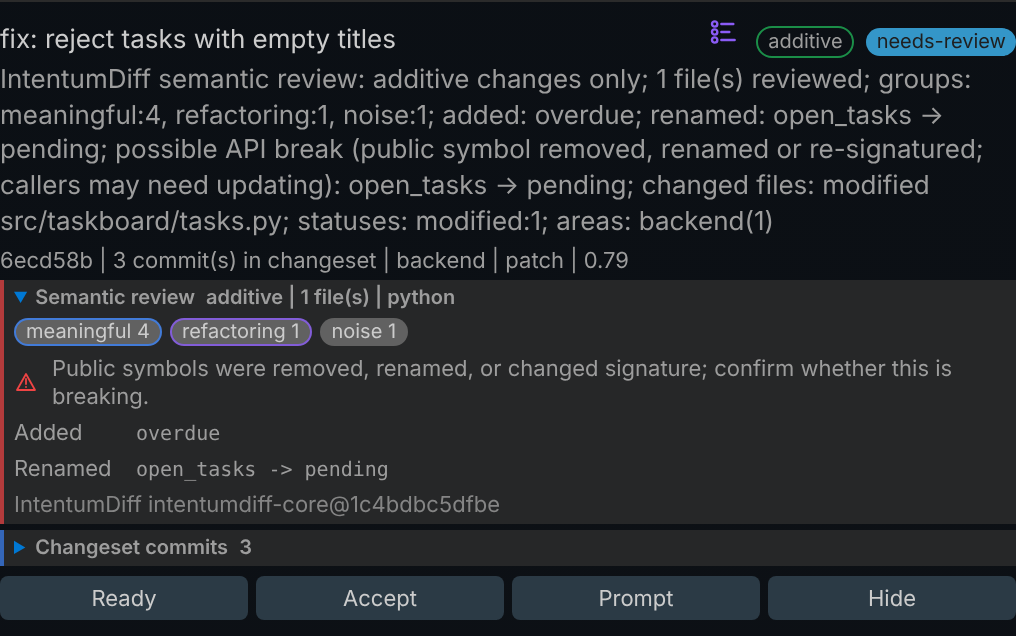 fix: reject tasks with empty titles
additive
needs-review
IntentumDiff semantic review: additive changes only; 1 file(s) reviewed; groups:
meaningful:4, refactoring:1, noise:1; added: overdue; renamed: open_tasks →
pending; possible API break (public symbol removed, renamed or re-signatured;
callers may need updating): open_tasks → pending; changed files: modified
src/taskboard/tasks.py; statuses: modified:1; areas: backend(1)
6ecd58b | 3 commit(s) in changeset | backend | patch | 0.79
Semantic review additive | 1 file(s) | python
meaningful 4 refactoring 1 noise 1
Public symbols were removed, renamed, or changed signature; confirm whether this is
breaking.
Added overdue
Renamed open_tasks -> pending
IntentumDiff intentumdiff-core@1c4bdbc5dfbe
Changeset commits 3
Ready Accept Prompt Hide